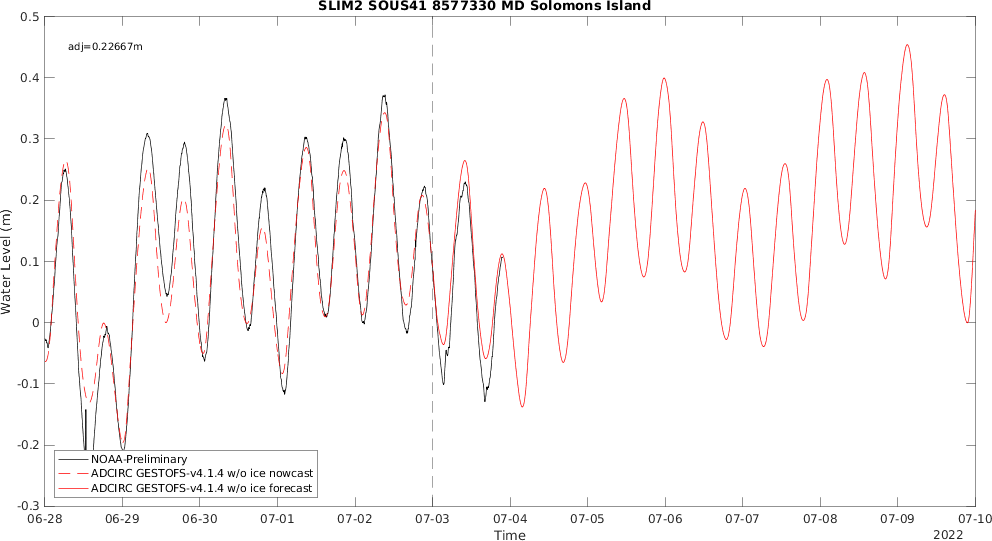 SLIM2 SOUS41 8577330 MD Solomons Island
adj=0.22667m
0.5
0.4
0.3
0.2
0.1
0
-0.1
-0.2
-0.3
Water Level (m)
NOAA-Preliminary
ADCIRC GESTOFS-v4.1.4 w/o ice nowcast
ADCIRC GESTOFS-v4.1.4 w/o ice forecast
06-28 06-29 06-30 07-01 07-02 07-03 07-04 07-05 07-06 07-07 07-08 07-09 07-10
Time
2022